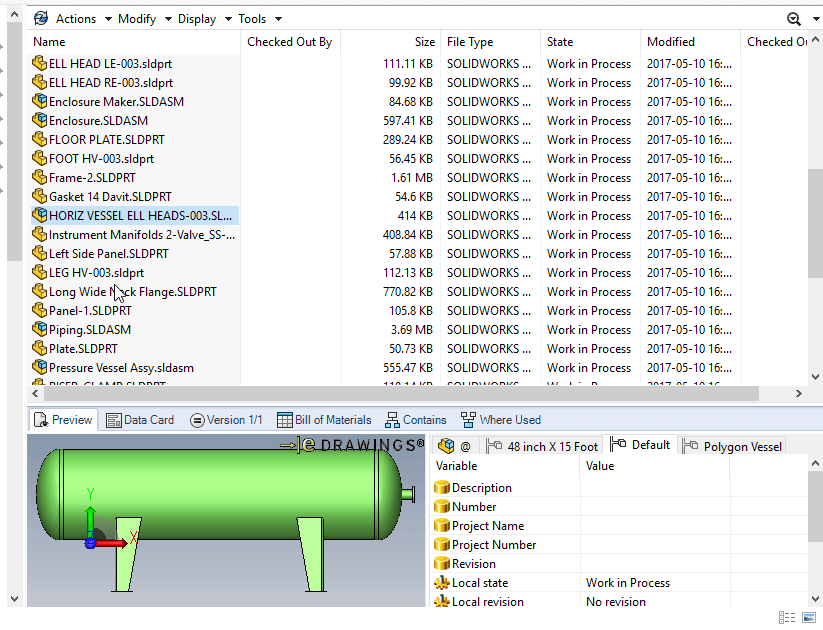 Actions Modify Display Tools
Name Checked Out By Size File Type State Modified Checked Ou
ELL HEAD LE-003.sldprt 111.11 KB SOLIDWORKS ... Work in Process 2017-05-10 16:...
ELL HEAD RE-003.sldprt 99.92 KB SOLIDWORKS ... Work in Process 2017-05-10 16:...
Enclosure Maker.SLDASM 84.68 KB SOLIDWORKS ... Work in Process 2017-05-10 16:...
Enclosure.SLDASM 597.41 KB SOLIDWORKS ... Work in Process 2017-05-10 16:...
FLOOR PLATE.SLDPRT 289.24 KB SOLIDWORKS ... Work in Process 2017-05-10 16:...
FOOT HV-003.sldprt 56.45 KB SOLIDWORKS ... Work in Process 2017-05-10 16:...
Frame-2.SLDPRT 1.61 MB SOLIDWORKS ... Work in Process 2017-05-10 16:...
Gasket 14 Davit.SLDPRT 54.6 KB SOLIDWORKS ... Work in Process 2017-05-10 16:...
HORIZ VESSEL ELL HEADS-003.SL... 414 KB SOLIDWORKS ... Work in Process 2017-05-10 16:...
Instrument Manifolds 2-Valve_SS-... 408.84 KB SOLIDWORKS ... Work in Process 2017-05-10 16:...
Left Side Panel.SLDPRT 57.88 KB SOLIDWORKS ... Work in Process 2017-05-10 16:...
LEG HV-003.sldprt 112.13 KB SOLIDWORKS ... Work in Process 2017-05-10 16:...
Long Wide Neck Flange.SLDPRT 770.82 KB SOLIDWORKS ... Work in Process 2017-05-10 16:...
Panel-1.SLDPRT 105.8 KB SOLIDWORKS ... Work in Process 2017-05-10 16:...
Piping.SLDASM 3.69 MB SOLIDWORKS ... Work in Process 2017-05-10 16:...
Plate.SLDPRT 50.73 KB SOLIDWORKS ... Work in Process 2017-05-10 16:...
Pressure Vessel Assy.sldasm 555.47 KB SOLIDWORKS ... Work in Process 2017-05-10 16:...
Preview Data Card Version 1/1 Bill of Materials Contains Where Used
eDRAWINGS®
Y
X
@ 48 inch X 15 Foot Default Polygon Vessel
Variable Value
Description
Number
Project Name
Project Number
Revision
Local state Work in Process
Local revision No revision